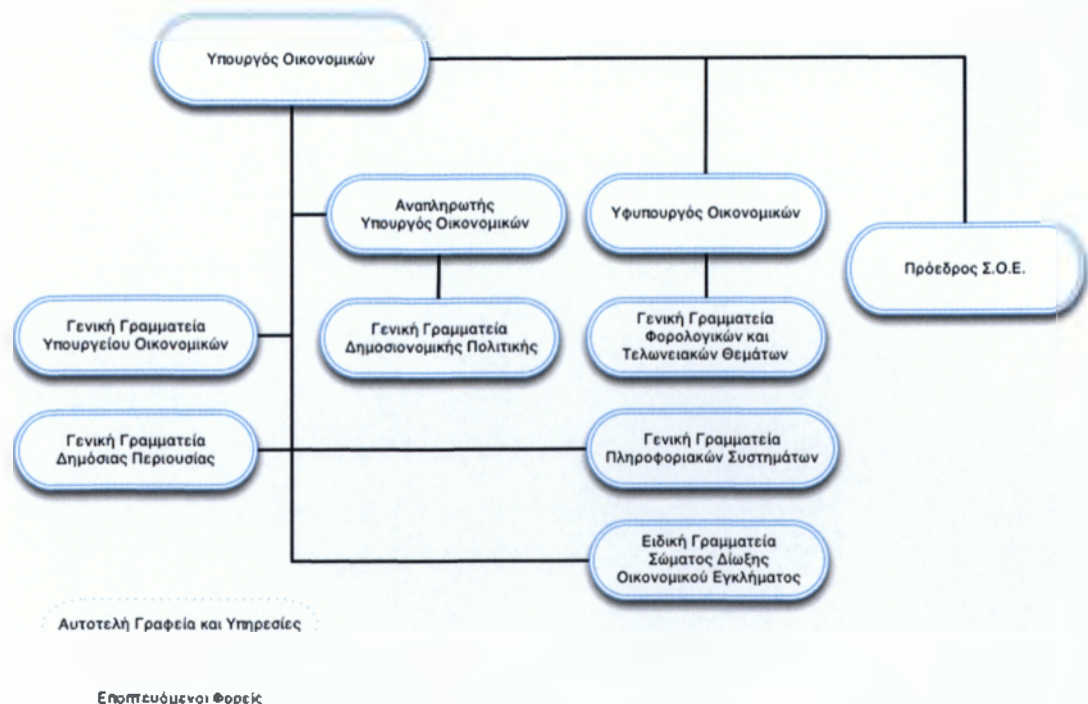 Υπουργός Οικονομικών
Αναπληρωτής
Υπουργός Οικονομικών
Υφυπουργός Οικονομικών
Πρόεδρος Σ.Ο.Ε.
Γενική Γραμματεία
Υπουργείου Οικονομικών
Γενική Γραμματεία
Δημοσιονομικής Πολιτικής
Γενική Γραμματεία
Φορολογικών και
Τελωνειακών Θεμάτων
Γενική Γραμματεία
Δημόσιας Περιουσίας
Γενική Γραμματεία
Πληροφοριακών Συστημάτων
Ειδική Γραμματεία
Σώματος Δίωξης
Οικονομικού Εγκλήματος
Αυτοτελή Γραφεία και Υπηρεσίες
Εποπτευόμενοι Φορείς